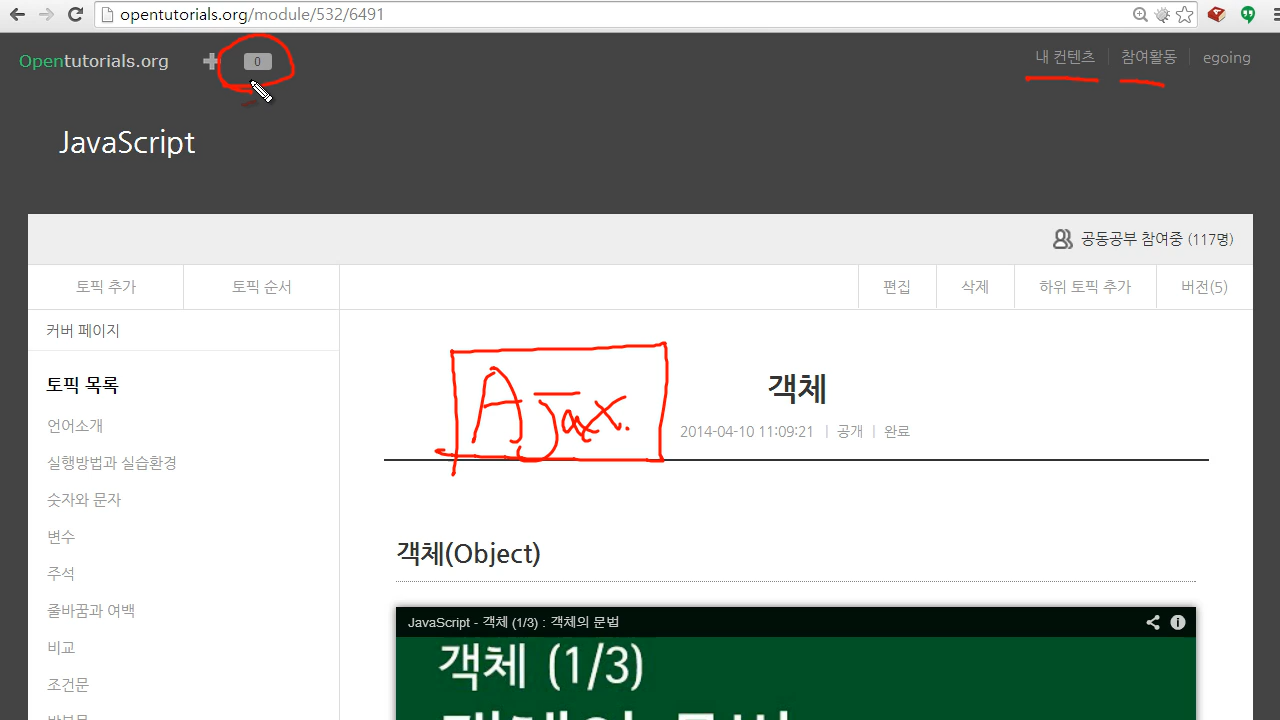 opentutorials.org/module/532/6491
Opentutorials.org 0 내 컨텐츠 참여활동 egoing
JavaScript
공동공부 참여중 (117명)
토픽 추가 토픽 순서 편집 삭제 하위 토픽 추가 버전(5)
커버 페이지
Ajax.
객체
2014-04-10 11:09:21 | 공개 | 완료
토픽 목록
언어소개
실행방법과 실습환경
숫자와 문자
변수
주석
줄바꿈과 여백
비교
조건문
객체(Object)
JavaScript - 객체 (1/3) : 객체의 문법
객체 (1/3)